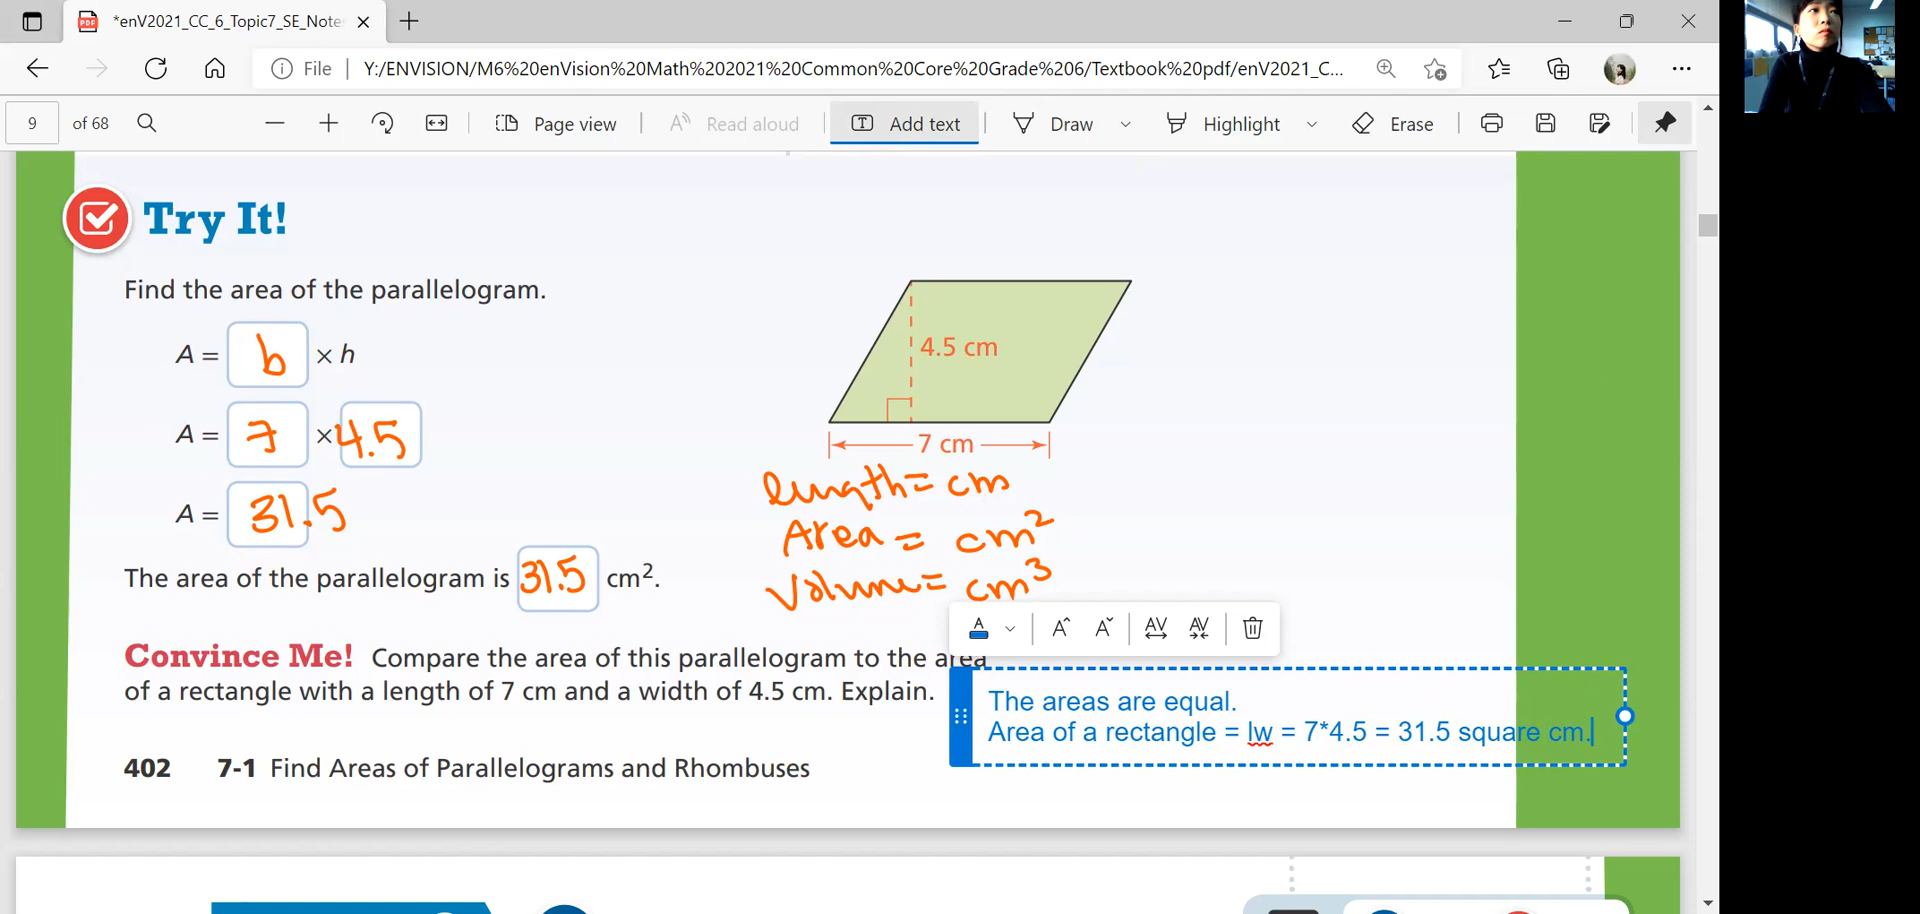 *enV2021_CC_6_Topic7_SE_Note
File
Y:/ENVISION/M6%20enVision%20Math%202021%20Common%20Core%20Grade%206/Textbook%20pdf/enV2021_C...
9 of 68
Page view
Read aloud
Add text
Draw
Highlight
Erase
Try It!
Find the area of the parallelogram.
A = b × h
A = 7 × 4.5
A = 31.5
The area of the parallelogram is 31.5 cm².
4.5 cm
7 cm
length = cm
Area = cm²
Volume = cm³
Convince Me! Compare the area of this parallelogram to the area
of a rectangle with a length of 7 cm and a width of 4.5 cm. Explain.
The areas are equal.
Area of a rectangle = lw = 7*4.5 = 31.5 square cm.
402 7-1 Find Areas of Parallelograms and Rhombuses